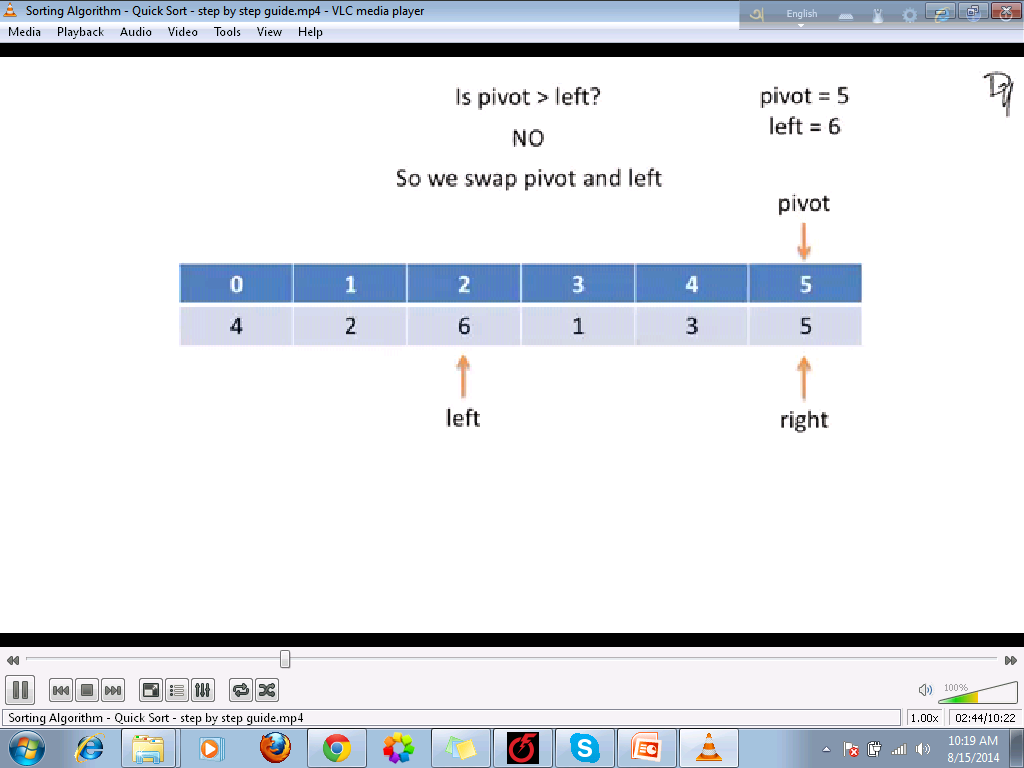 Sorting Algorithm - Quick Sort - step by step guide.mp4 - VLC media player
English
Media Playback Audio Video Tools View Help
Is pivot > left?
pivot = 5
left = 6
NO
So we swap pivot and left
pivot
0 1 2 3 4 5
4 2 6 1 3 5
left
right
100%
Sorting Algorithm - Quick Sort - step by step guide.mp4
1.00x
02:44/10:22
10:19 AM
8/15/2014